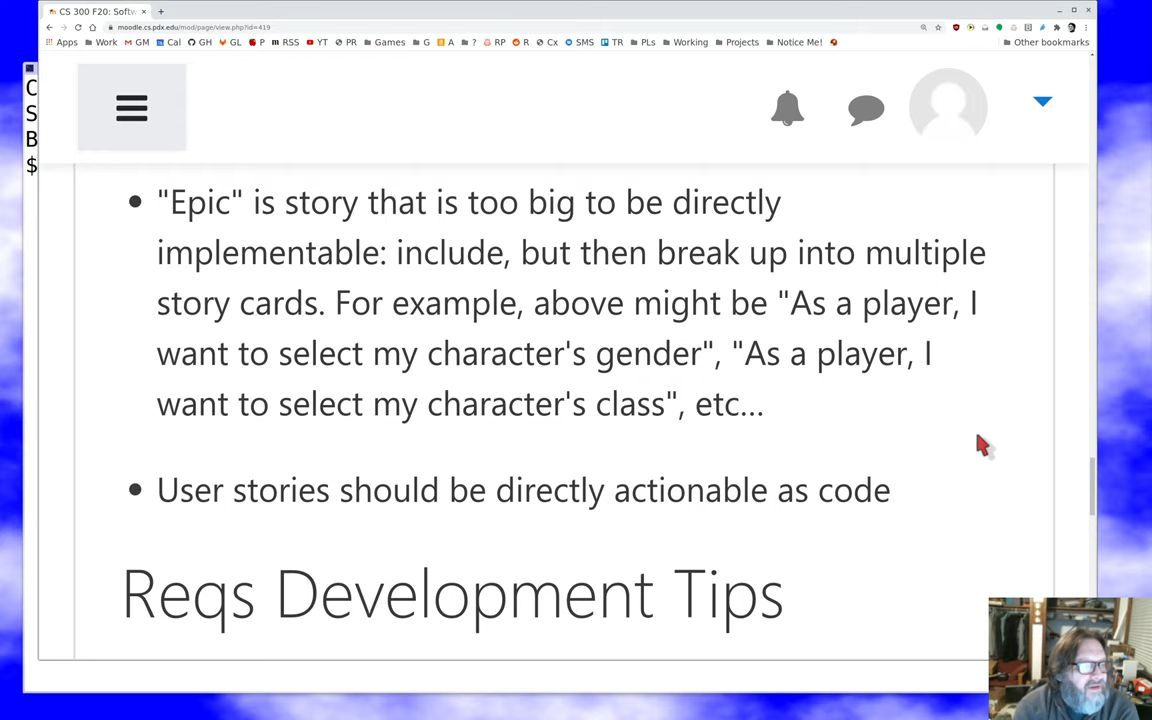 CS 300 F20: Softw
moodle.cs.pdx.edu/mod/page/view.php?id=419
Apps Work GM Cal GH GL P RSS YT PR Games G A ? RP R Cx SMS TR PLs Working Projects Notice Me! Other bookmarks
C
S
B
$
"Epic" is story that is too big to be directly
implementable: include, but then break up into multiple
story cards. For example, above might be "As a player, I
want to select my character's gender", "As a player, I
want to select my character's class", etc...
User stories should be directly actionable as code
Reqs Development Tips